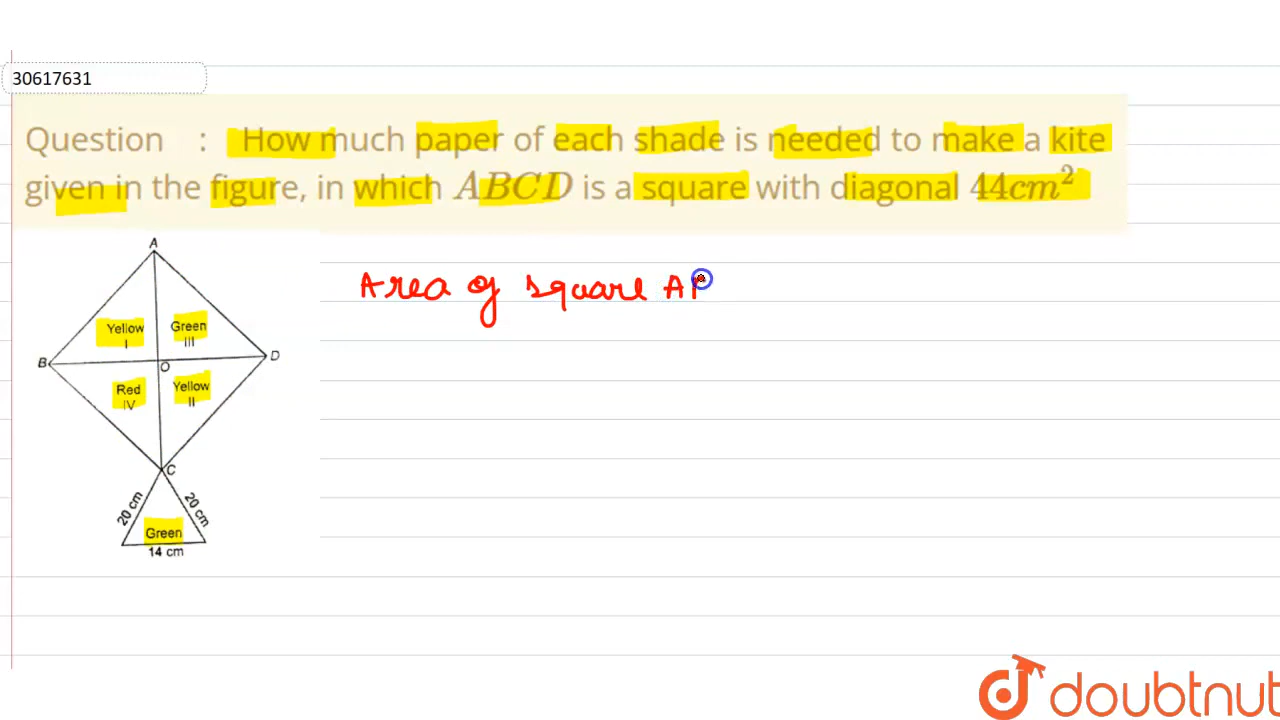 30617631
Question : How much paper of each shade is needed to make a kite
given in the figure, in which ABCD is a square with diagonal 44cm²
A
Area of square AB
Yellow
I
Green
III
B
D
O
Red
IV
Yellow
II
C
20 cm
20 cm
Green
14 cm
doubtnut